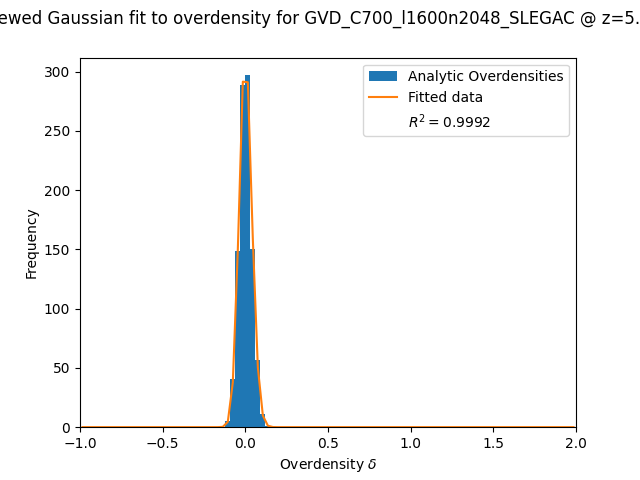 ewed Gaussian fit to overdensity for GVD_C700_l1600n2048_SLEGAC @ z=5.
Analytic Overdensities
Fitted data
R² = 0.9992
Frequency
300
250
200
150
100
50
0
−1.0 −0.5 0.0 0.5 1.0 1.5 2.0
Overdensity δ